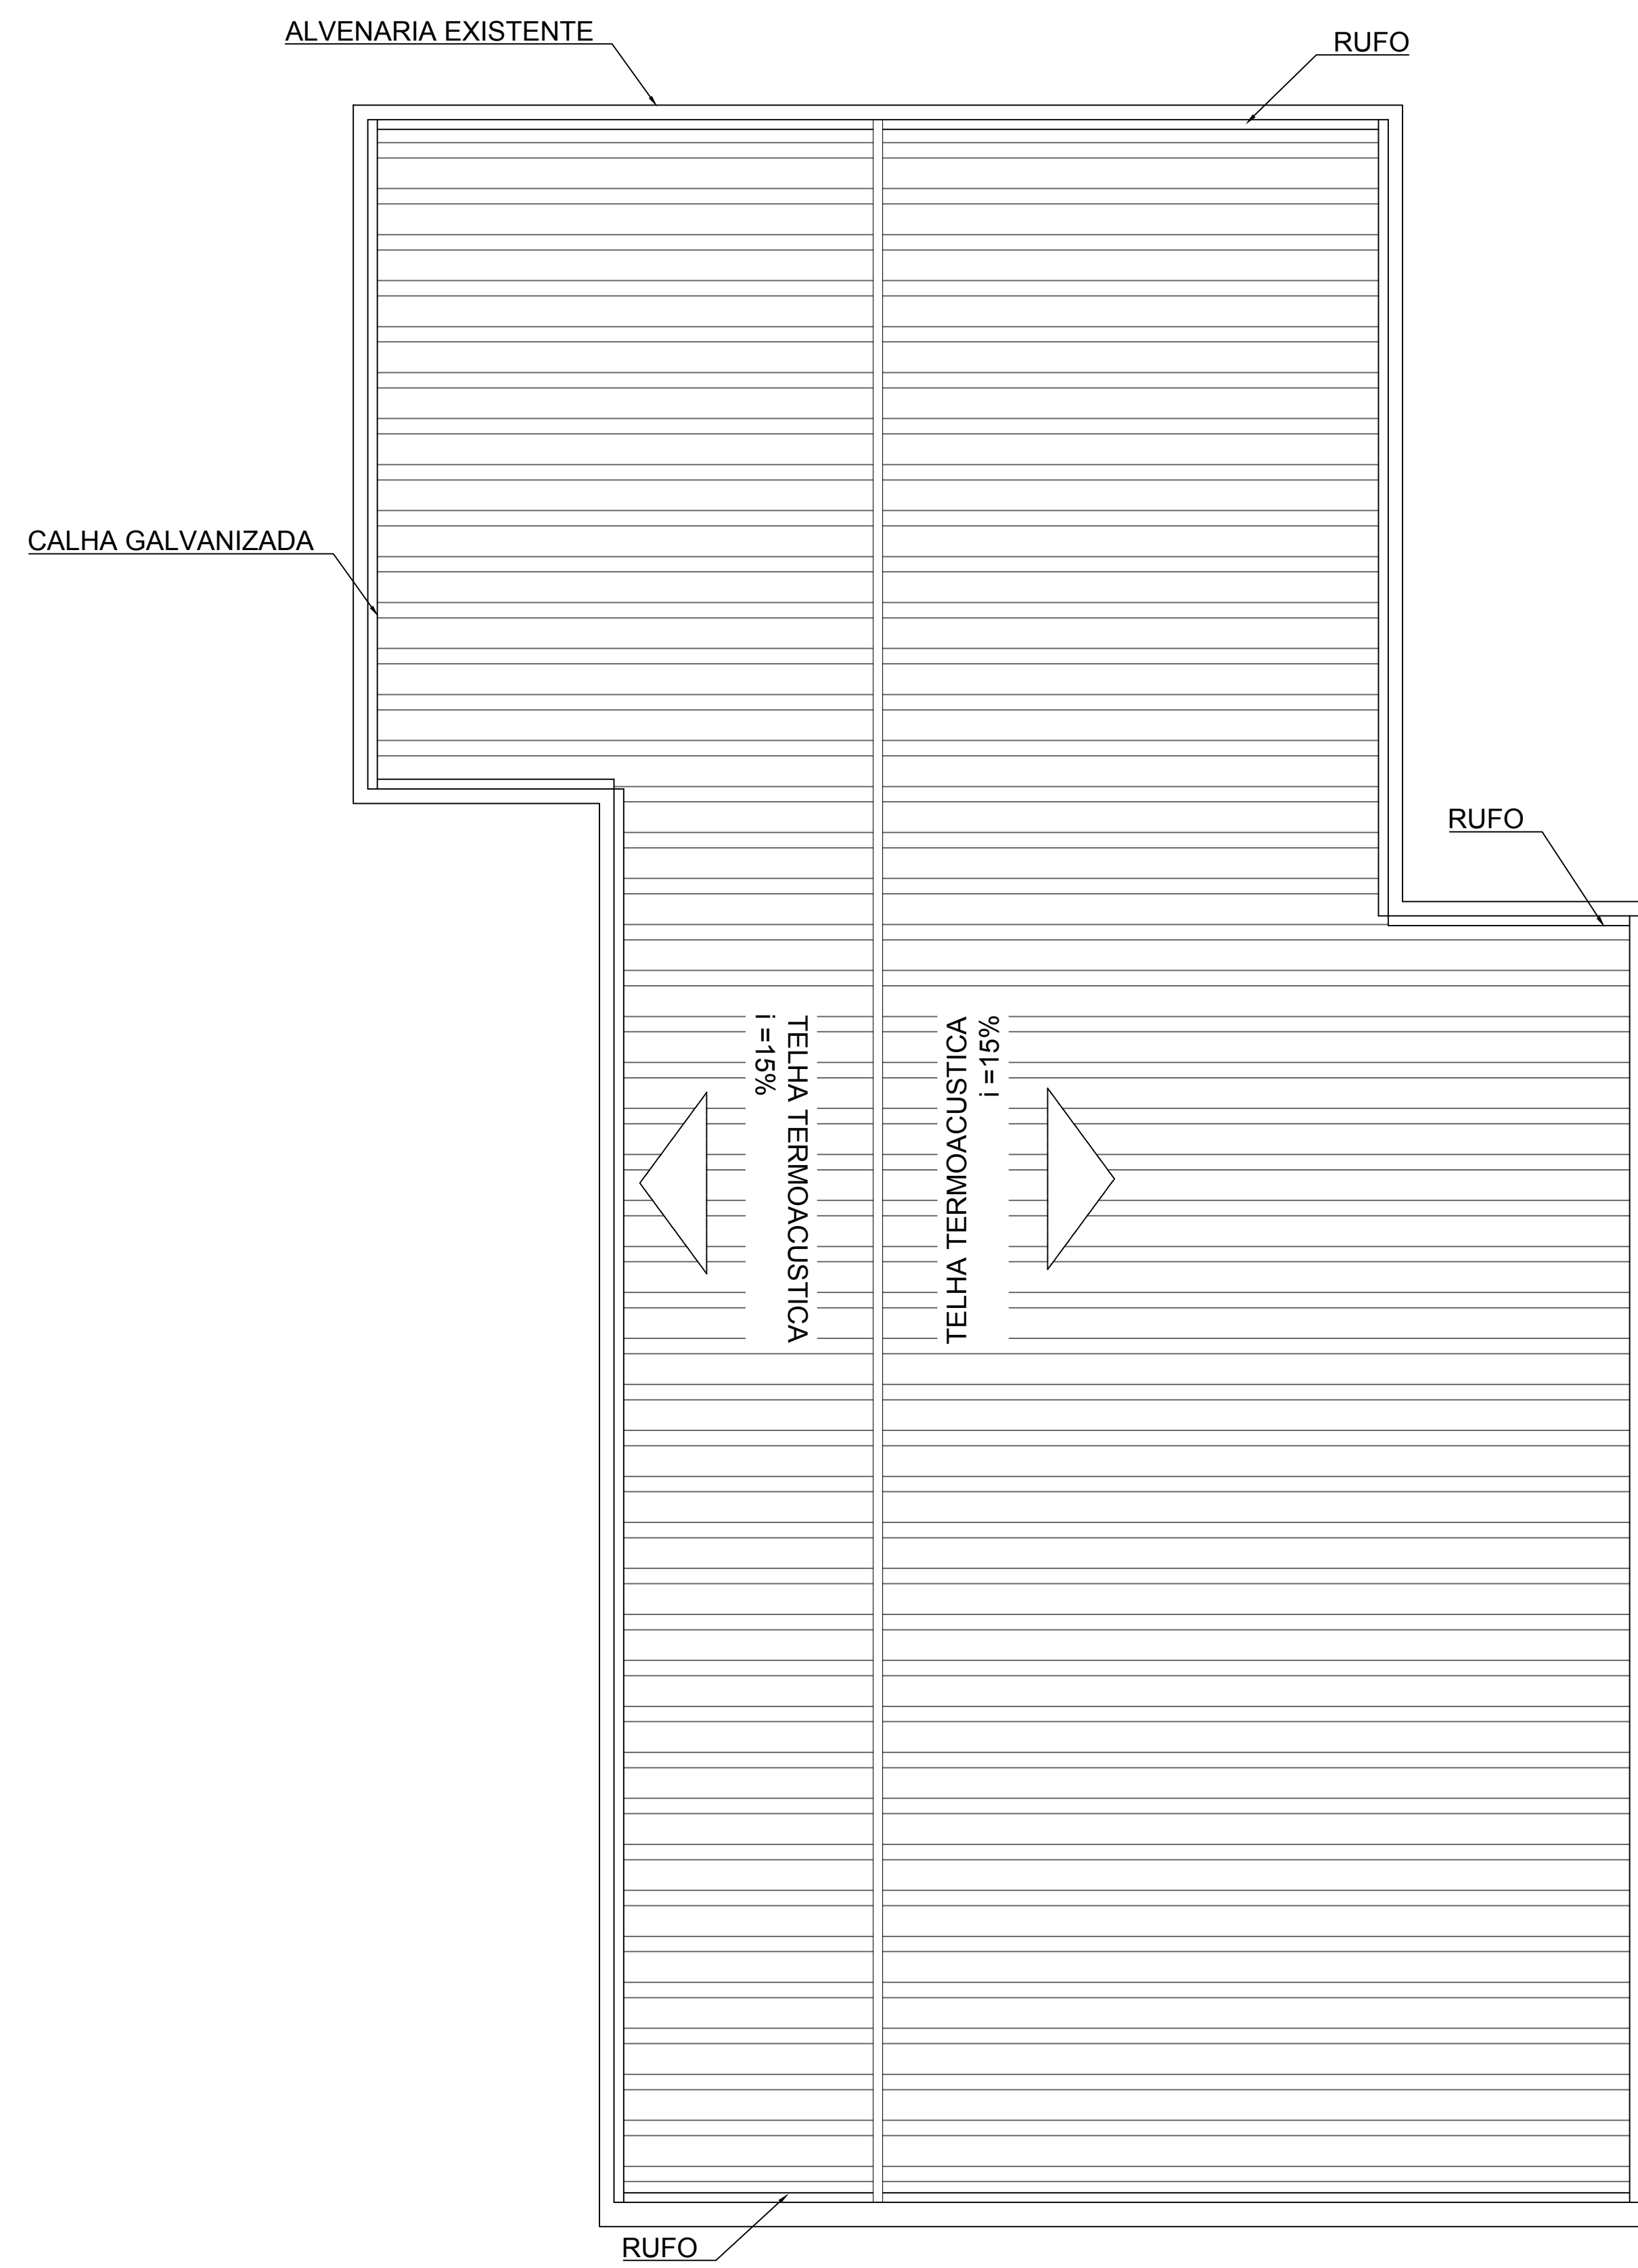 ALVENARIA EXISTENTE
RUFO
CALHA GALVANIZADA
RUFO
TELHA TERMOACUSTICA
i =15%
TELHA TERMOACUSTICA
i =15%
RUFO